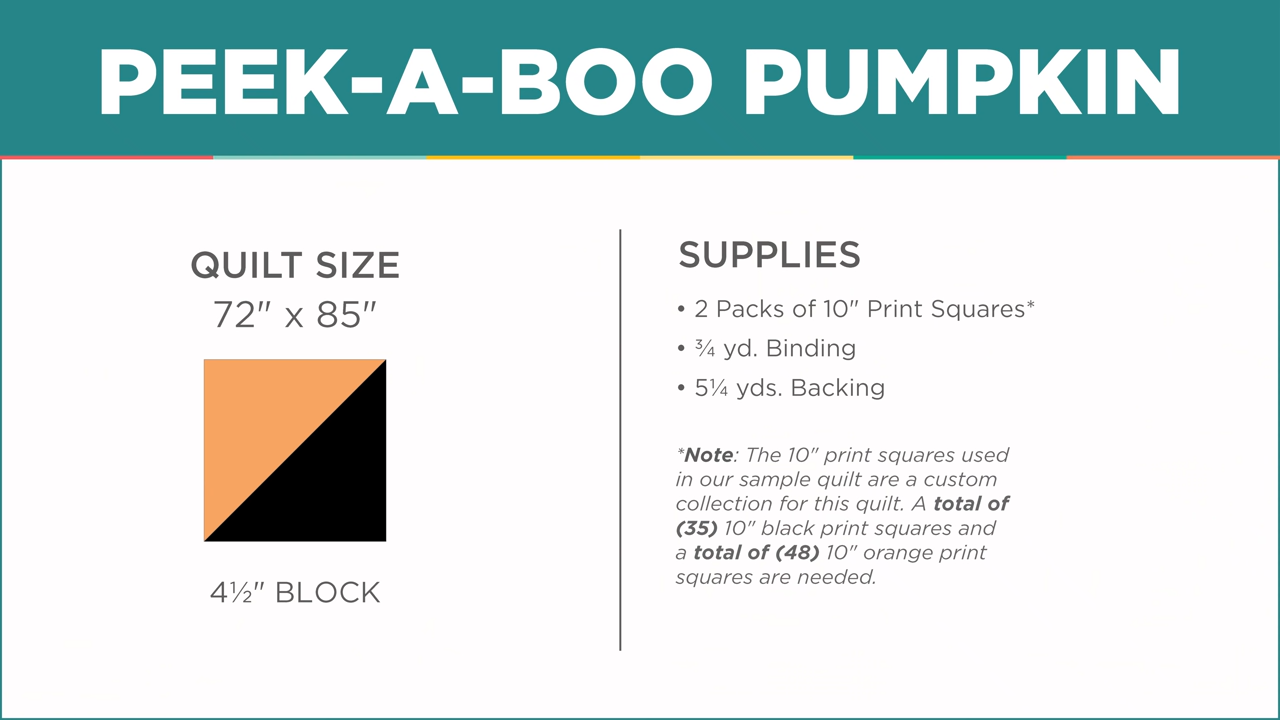 PEEK-A-BOO PUMPKIN
QUILT SIZE
72" x 85"
4½" BLOCK
SUPPLIES
• 2 Packs of 10" Print Squares*
• ¾ yd. Binding
• 5¼ yds. Backing
*Note: The 10" print squares used
in our sample quilt are a custom
collection for this quilt. A total of
(35) 10" black print squares and
a total of (48) 10" orange print
squares are needed.